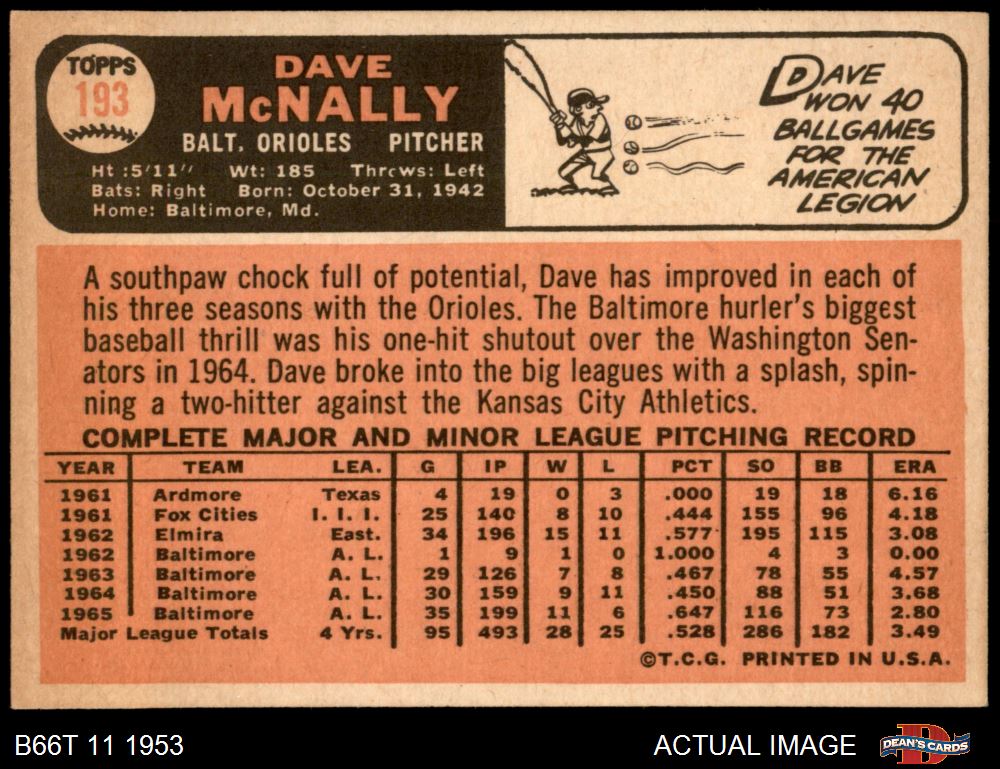 TOPPS
193
DAVE
McNALLY
BALT. ORIOLES PITCHER
Ht :5'11" Wt: 185 Throws: Left
Bats: Right Born: October 31, 1942
Home: Baltimore, Md.
DAVE
WON 40
BALLGAMES
FOR THE
AMERICAN
LEGION
A southpaw chock full of potential, Dave has improved in each of
his three seasons with the Orioles. The Baltimore hurler's biggest
baseball thrill was his one-hit shutout over the Washington Sen-
ators in 1964. Dave broke into the big leagues with a splash, spin-
ning a two-hitter against the Kansas City Athletics.
COMPLETE MAJOR AND MINOR LEAGUE PITCHING RECORD
YEAR TEAM LEA. G IP W L PCT SO BB ERA
1961 Ardmore Texas 4 19 0 3 .000 19 18 6.16
1961 Fox Cities I. I. I. 25 140 8 10 .444 155 96 4.18
1962 Elmira East. 34 196 15 11 .577 195 115 3.08
1962 Baltimore A. L. 1 9 1 0 1.000 4 3 0.00
1963 Baltimore A. L. 29 126 7 8 .467 78 55 4.57
1964 Baltimore A. L. 30 159 9 11 .450 88 51 3.68
1965 Baltimore A. L. 35 199 11 6 .647 116 73 2.80
Major League Totals 4 Yrs. 95 493 28 25 .528 286 182 3.49
©T.C.G. PRINTED IN U.S.A.
B66T 11 1953
ACTUAL IMAGE
DEAN'S CARDS